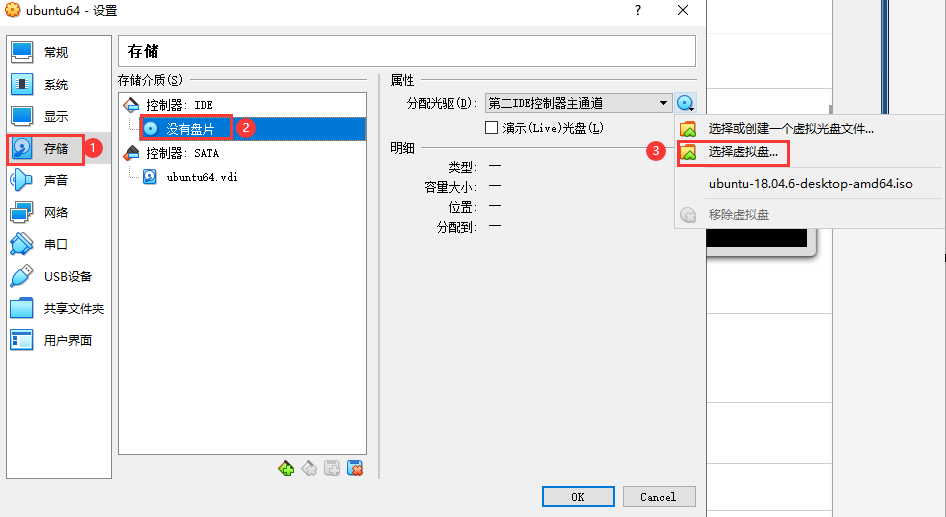 ubuntu64 - 设置
?
常规
系统
显示
存储
1
声音
网络
串口
USB设备
共享文件夹
用户界面
存储
存储介质(S)
控制器: IDE
没有盘片
2
控制器: SATA
ubuntu64.vdi
属性
分配光驱(D): 第二IDE控制器主通道
演示(Live)光盘(L)
明细
类型: —
容量大小: —
位置: —
分配到: —
选择或创建一个虚拟光盘文件...
3
选择虚拟盘...
ubuntu-18.04.6-desktop-amd64.iso
移除虚拟盘
OK
Cancel